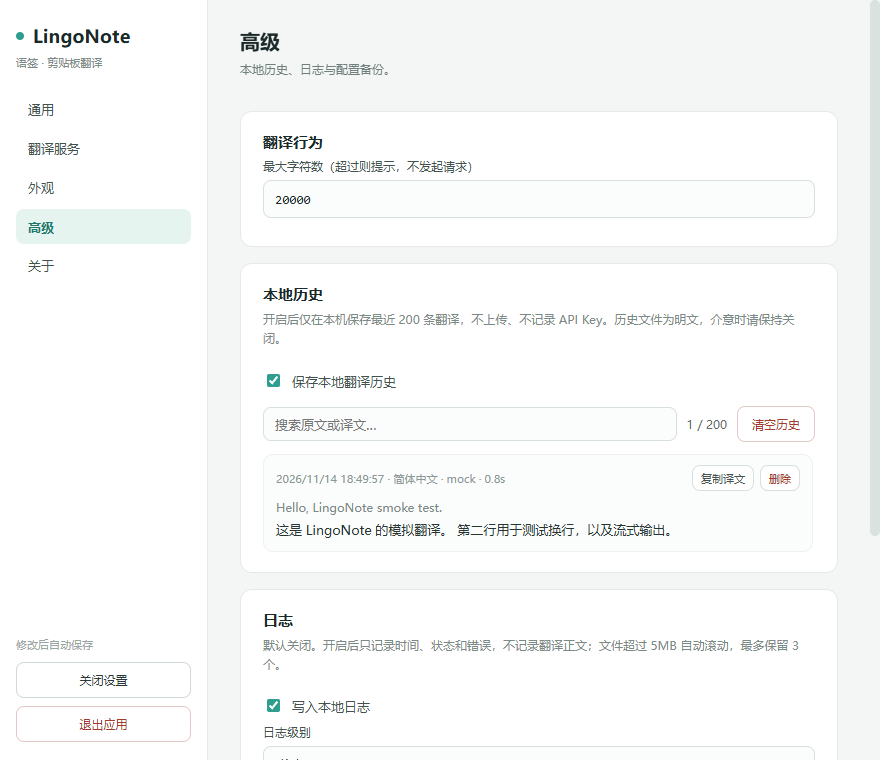 LingoNote
语签 · 剪贴板翻译
通用
翻译服务
外观
高级
关于
修改后自动保存
关闭设置
退出应用
高级
本地历史、日志与配置备份。
翻译行为
最大字符数（超过则提示，不发起请求）
20000
本地历史
开启后仅在本机保存最近 200 条翻译，不上传、不记录 API Key。历史文件为明文，介意时请保持关
闭。
保存本地翻译历史
搜索原文或译文...
1 / 200
清空历史
2026/11/14 18:49:57 · 简体中文 · mock · 0.8s
复制译文
删除
Hello, LingoNote smoke test.
这是 LingoNote 的模拟翻译。 第二行用于测试换行，以及流式输出。
日志
默认关闭。开启后只记录时间、状态和错误，不记录翻译正文；文件超过 5MB 自动滚动，最多保留 3
个。
写入本地日志
日志级别